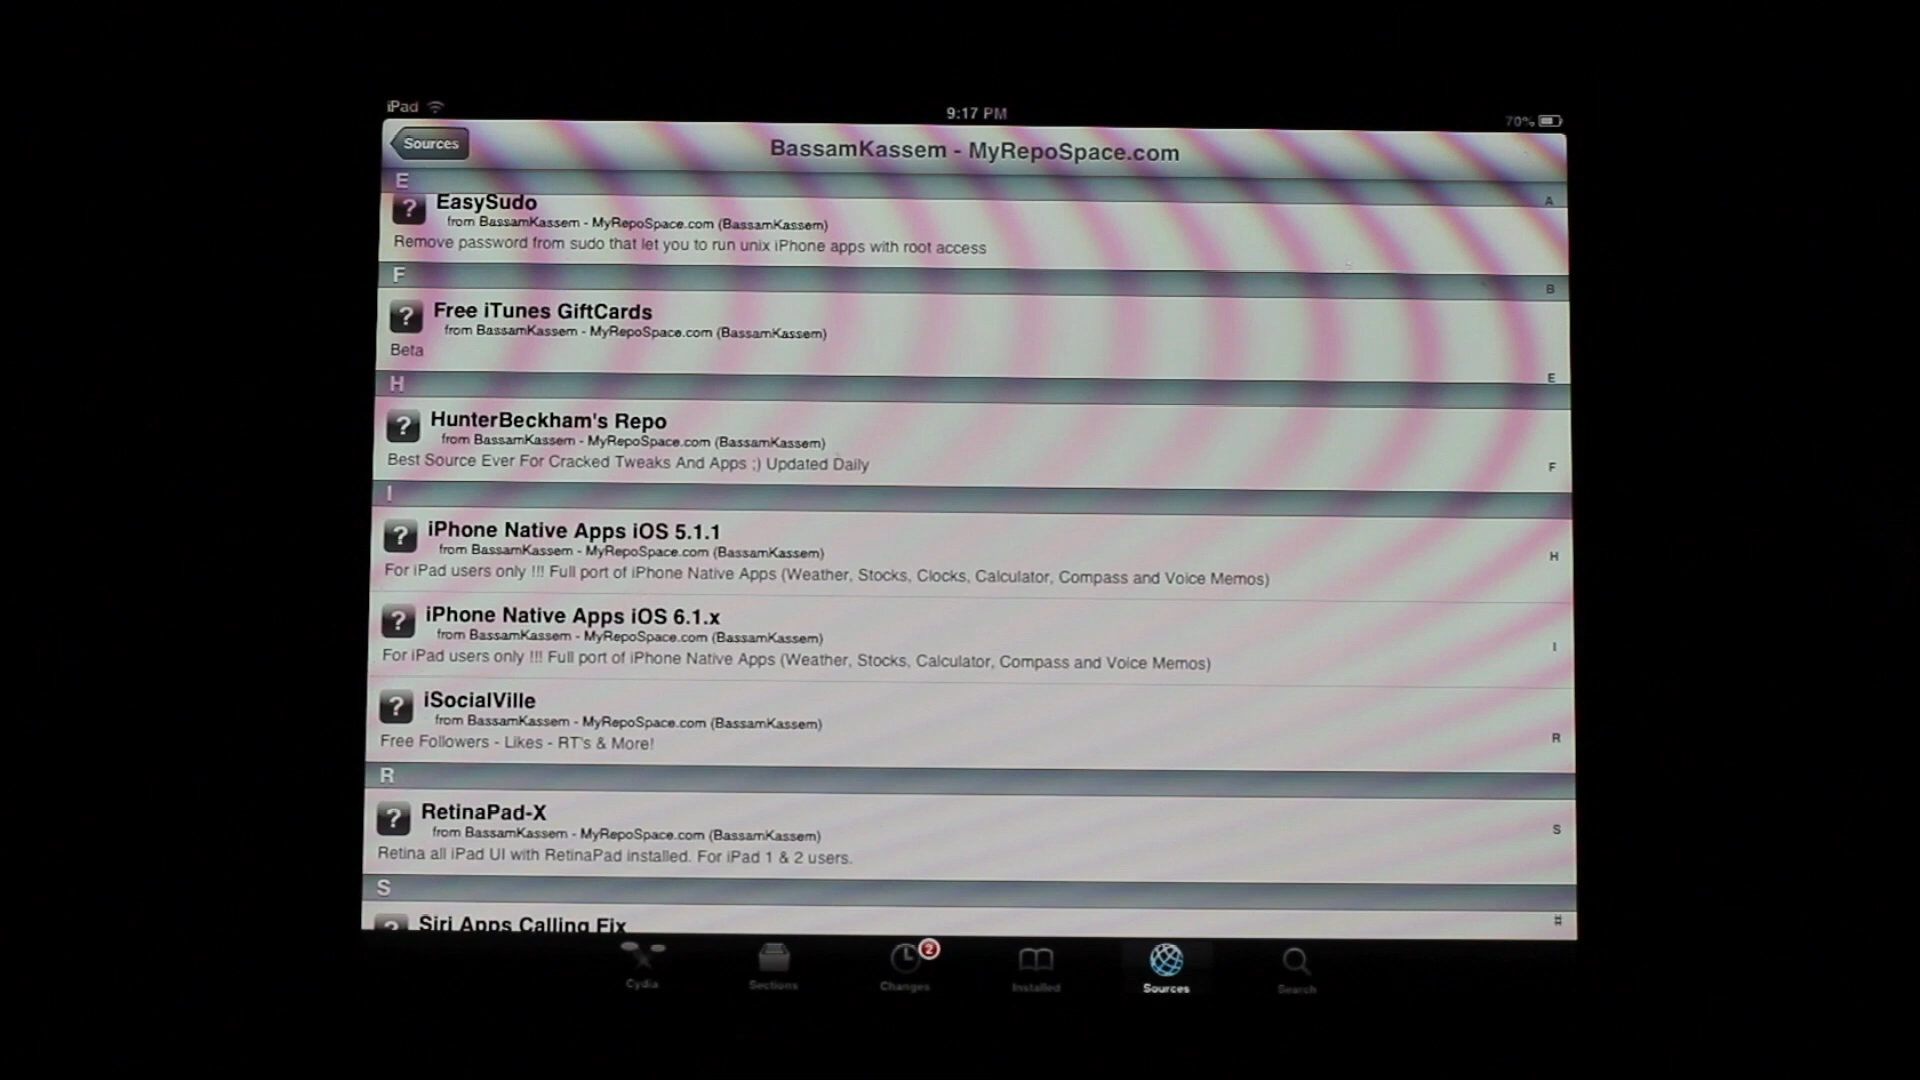 iPad
9:17 PM
70%
Sources
BassamKassem - MyRepoSpace.com
E
EasySudo
from BassamKassem - MyRepoSpace.com (BassamKassem)
Remove password from sudo that let you to run unix iPhone apps with root access
F
Free iTunes GiftCards
from BassamKassem - MyRepoSpace.com (BassamKassem)
Beta
H
HunterBeckham's Repo
from BassamKassem - MyRepoSpace.com (BassamKassem)
Best Source Ever For Cracked Tweaks And Apps ;) Updated Daily
I
iPhone Native Apps iOS 5.1.1
from BassamKassem - MyRepoSpace.com (BassamKassem)
For iPad users only !!! Full port of iPhone Native Apps (Weather, Stocks, Clocks, Calculator, Compass and Voice Memos)
iPhone Native Apps iOS 6.1.x
from BassamKassem - MyRepoSpace.com (BassamKassem)
For iPad users only !!! Full port of iPhone Native Apps (Weather, Stocks, Calculator, Compass and Voice Memos)
iSocialVille
from BassamKassem - MyRepoSpace.com (BassamKassem)
Free Followers - Likes - RT's & More!
R
RetinaPad-X
from BassamKassem - MyRepoSpace.com (BassamKassem)
Retina all iPad UI with RetinaPad installed. For iPad 1 & 2 users.
S
Siri Apps Calling Fix
A
B
E
F
H
I
R
S
#
Cydia
Sections
2
Changes
Installed
Sources
Search